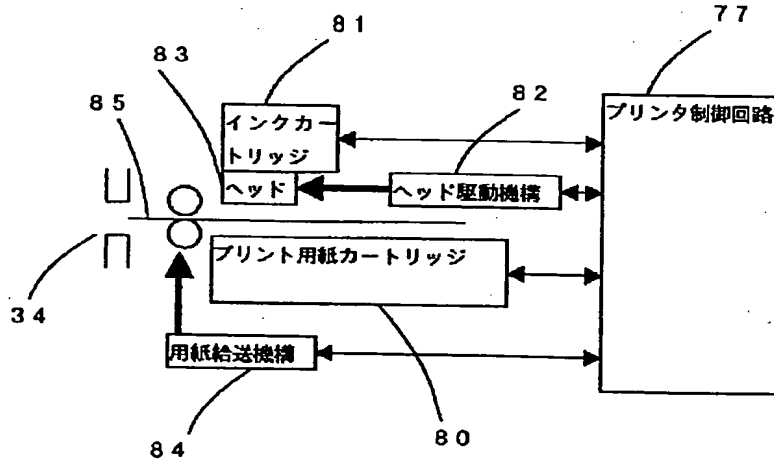 ７７
８１
８３
８２
８５
プリンタ制御回路
インクカー
トリッジ
ヘッド
ヘッド駆動機構
プリント用紙カートリッジ
３４
用紙給送機構
８４
８０